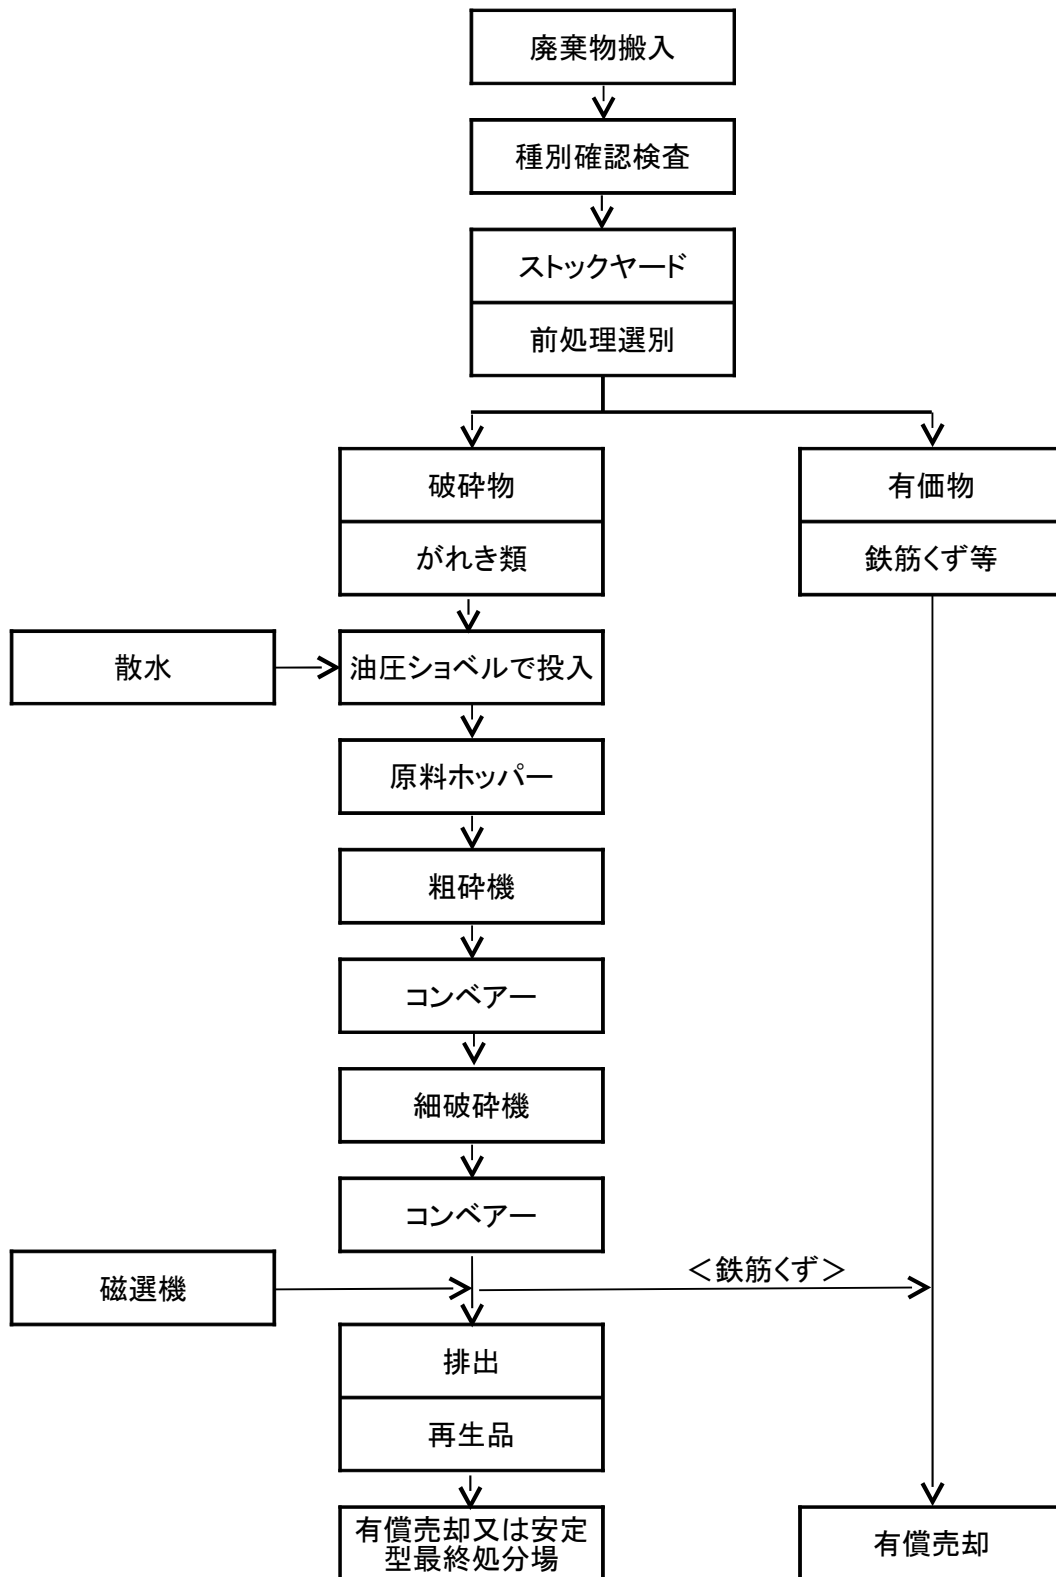 廃棄物搬入
種別確認検査
ストックヤード
前処理選別
破砕物
有価物
がれき類
鉄筋くず等
散水
油圧ショベルで投入
原料ホッパー
粗砕機
コンベアー
細破砕機
コンベアー
磁選機
＜鉄筋くず＞
排出
再生品
有償売却又は安定
型最終処分場
有償売却